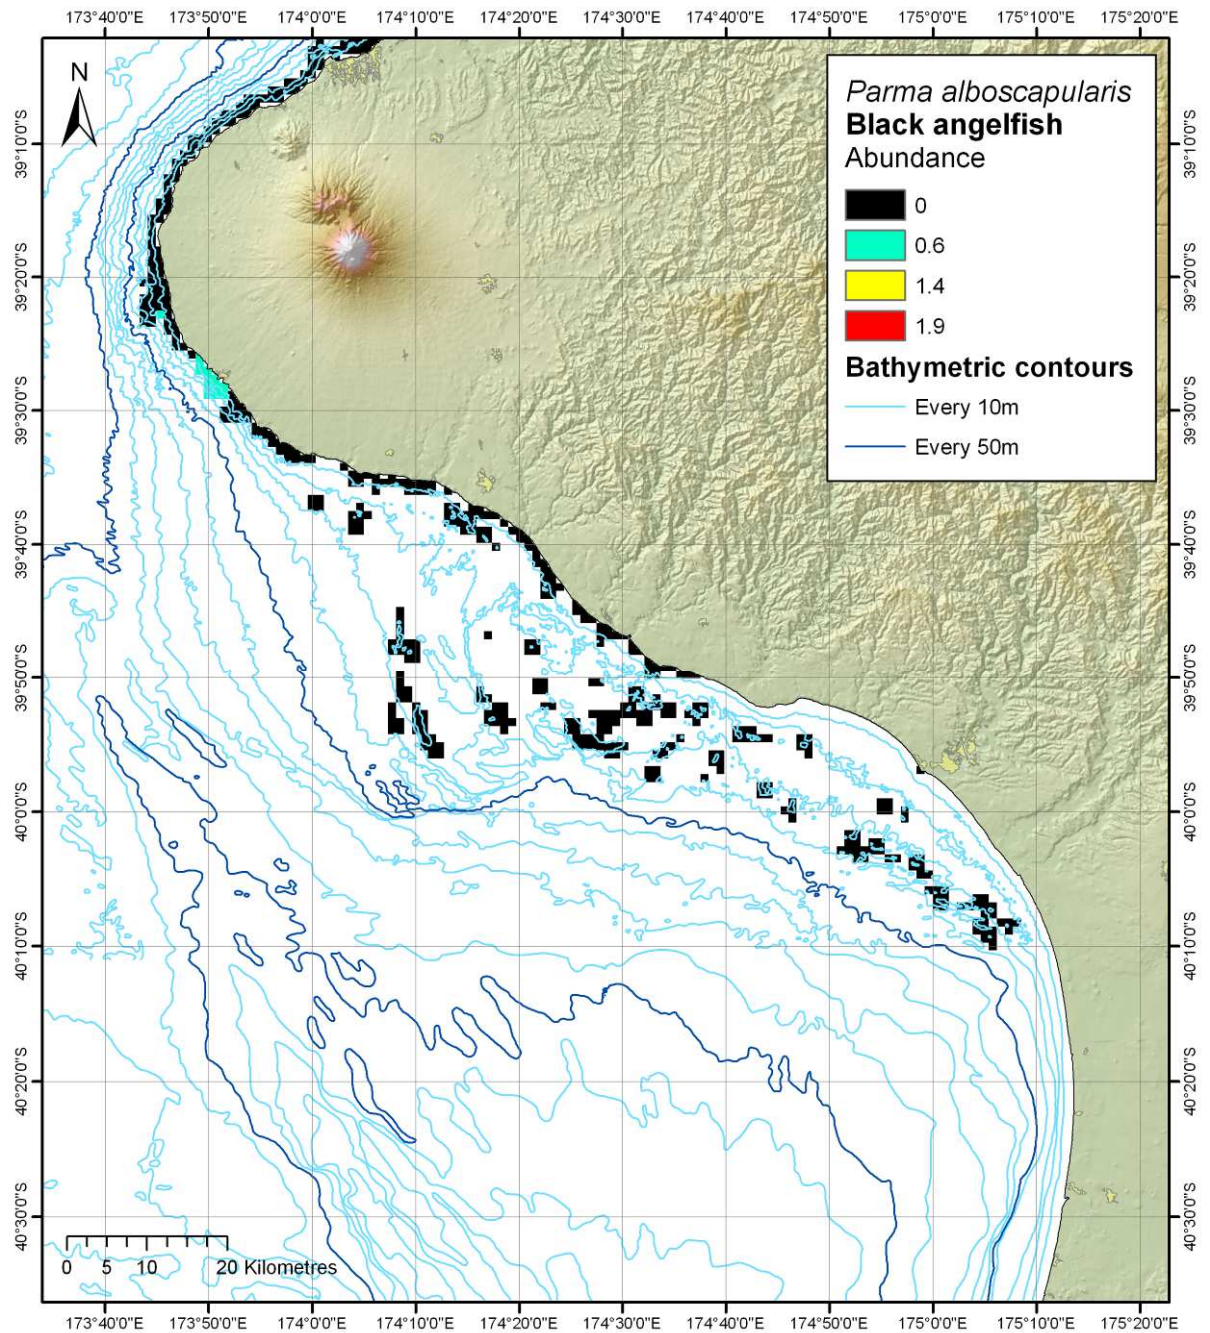 173°40'0"E 173°50'0"E 174°0'0"E 174°10'0"E 174°20'0"E 174°30'0"E 174°40'0"E 174°50'0"E 175°0'0"E 175°10'0"E 175°20'0"E
N
Parma alboscapularis
Black angelfish
Abundance
0
0.6
1.4
1.9
Bathymetric contours
Every 10m
Every 50m
39°10'0"S 39°10'0"S
39°20'0"S 39°20'0"S
39°30'0"S 39°30'0"S
39°40'0"S 39°40'0"S
39°50'0"S 39°50'0"S
40°0'0"S 40°0'0"S
40°10'0"S 40°10'0"S
40°20'0"S 40°20'0"S
40°30'0"S 40°30'0"S
0 5 10 20 Kilometres
173°40'0"E 173°50'0"E 174°0'0"E 174°10'0"E 174°20'0"E 174°30'0"E 174°40'0"E 174°50'0"E 175°0'0"E 175°10'0"E 175°20'0"E